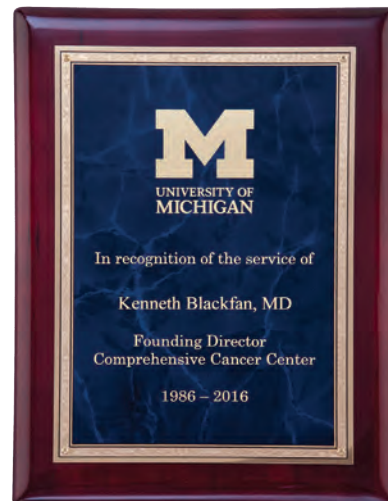 M
UNIVERSITY OF
MICHIGAN
In recognition of the service of
Kenneth Blackfan, MD
Founding Director
Comprehensive Cancer Center
1986 – 2016